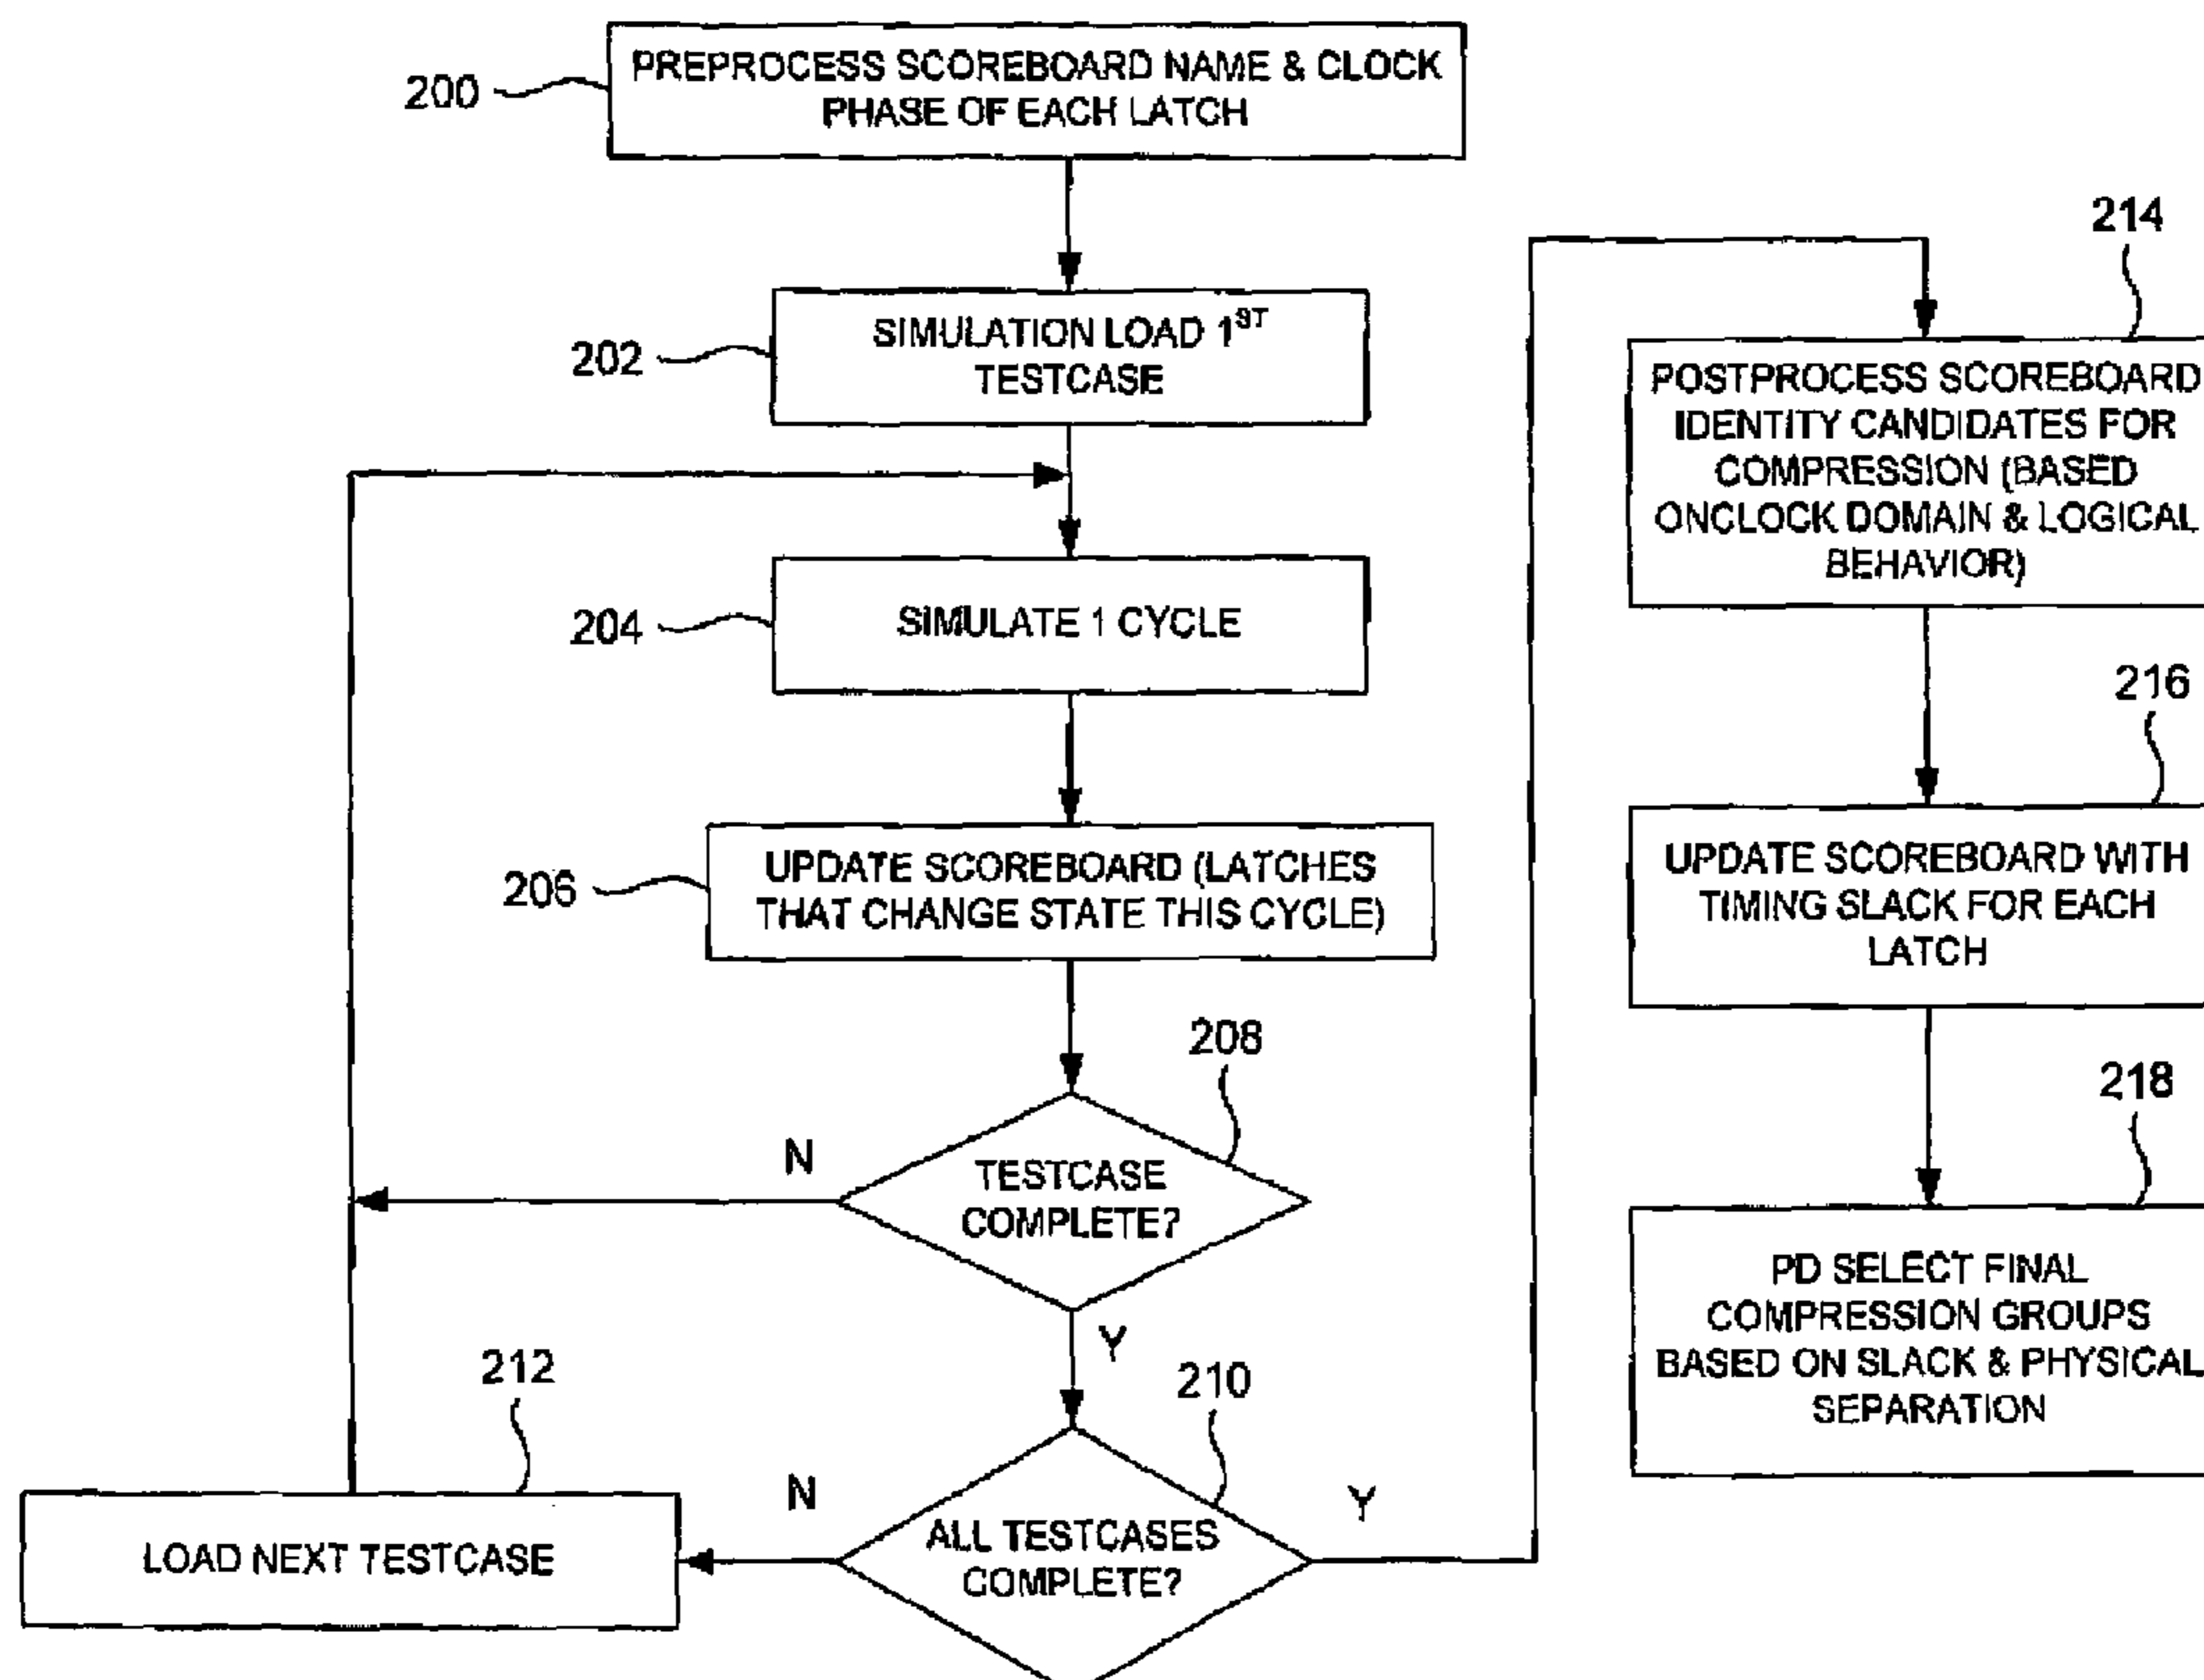 200
PREPROCESS SCOREBOARD NAME & CLOCK
PHASE OF EACH LATCH
202
SIMULATION LOAD 1ST
TESTCASE
204
SIMULATE 1 CYCLE
206
UPDATE SCOREBOARD (LATCHES
THAT CHANGE STATE THIS CYCLE)
208
N
TESTCASE
COMPLETE?
Y
210
N
ALL TESTCASES
COMPLETE?
Y
212
LOAD NEXT TESTCASE
214
POSTPROCESS SCOREBOARD
IDENTITY CANDIDATES FOR
COMPRESSION (BASED
ONCLOCK DOMAIN & LOGICAL
BEHAVIOR)
216
UPDATE SCOREBOARD WITH
TIMING SLACK FOR EACH
LATCH
218
PD SELECT FINAL
COMPRESSION GROUPS
BASED ON SLACK & PHYSICAL
SEPARATION